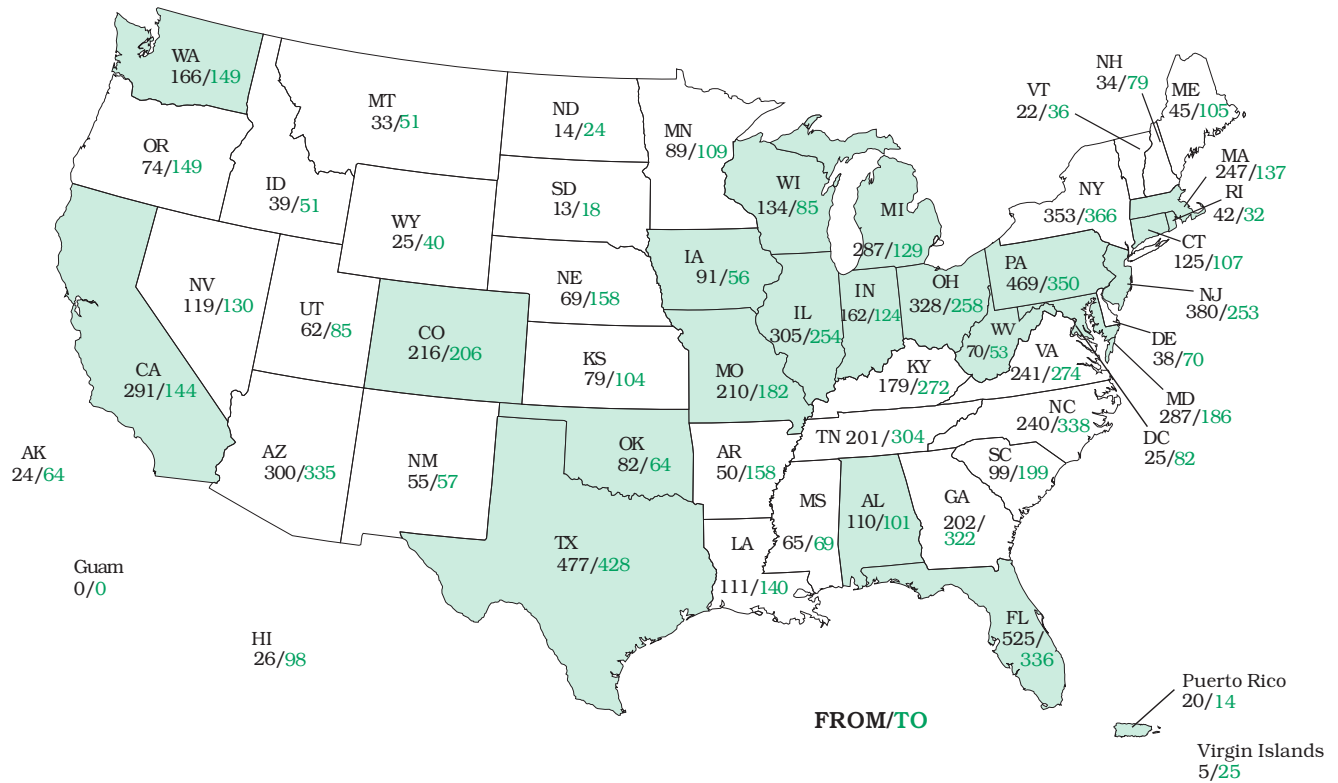 WA
166/149
MT
33/51
ND
14/24
MN
89/109
VT
22/36
NH
34/79
ME
45/105
OR
74/149
ID
39/51
WY
25/40
SD
13/18
WI
134/85
MI
287/129
NY
353/366
MA
247/137
RI
42/32
CT
125/107
NV
119/130
UT
62/85
CO
216/206
NE
69/158
IA
91/56
IL
305/254
IN
162/124
OH
328/258
PA
469/350
NJ
380/253
DE
38/70
CA
291/144
KS
79/104
MO
210/182
KY
179/272
WV
70/53
VA
241/274
MD
287/186
DC
25/82
AK
24/64
AZ
300/335
NM
55/57
OK
82/64
AR
50/158
TN 201/304
NC
240/338
SC
99/199
MS
65/69
AL
110/101
GA
202/
322
TX
477/428
LA
111/140
Guam
0/0
HI
26/98
FL
525/
336
Puerto Rico
20/14
FROM/TO
Virgin Islands
5/25